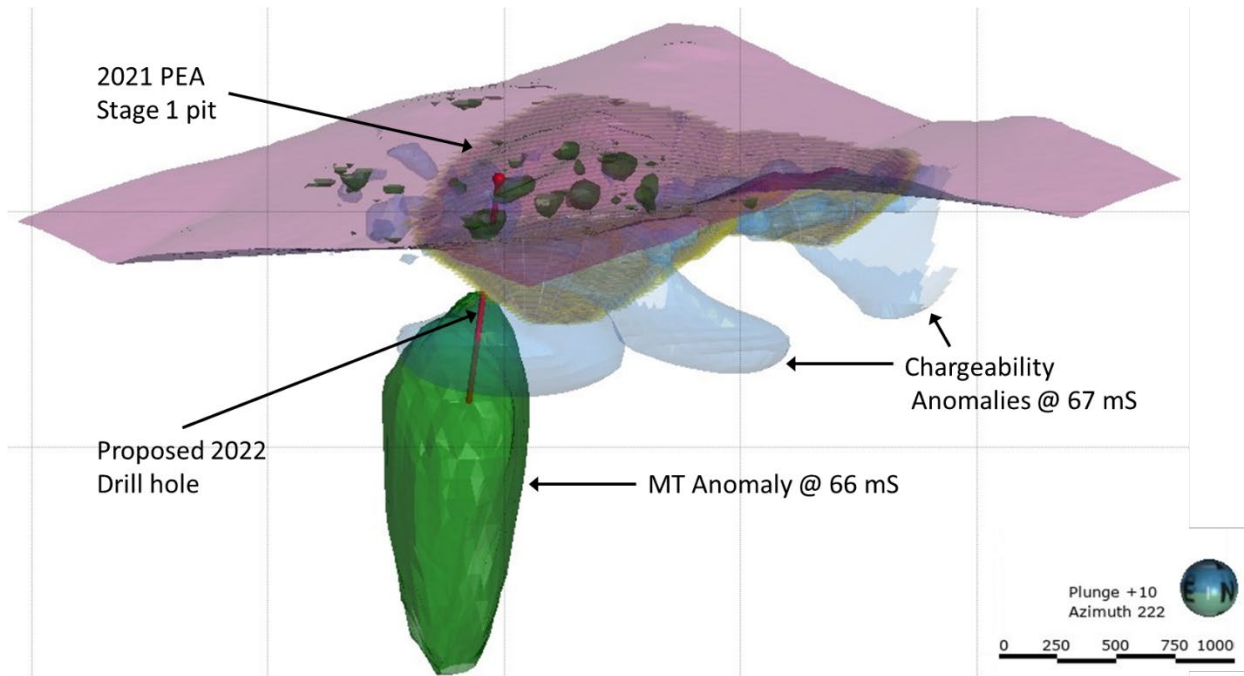 2021 PEA
Stage 1 pit
Chargeability
Anomalies @ 67 mS
Proposed 2022
Drill hole
MT Anomaly @ 66 mS
Plunge +10
Azimuth 222
E N
0 250 500 750 1000